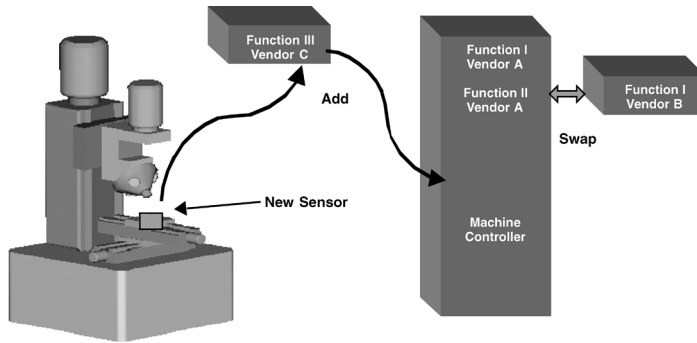 Function III
Vendor C
Add
New Sensor
Function I
Vendor A
Function II
Vendor A
Machine
Controller
Swap
Function I
Vendor B